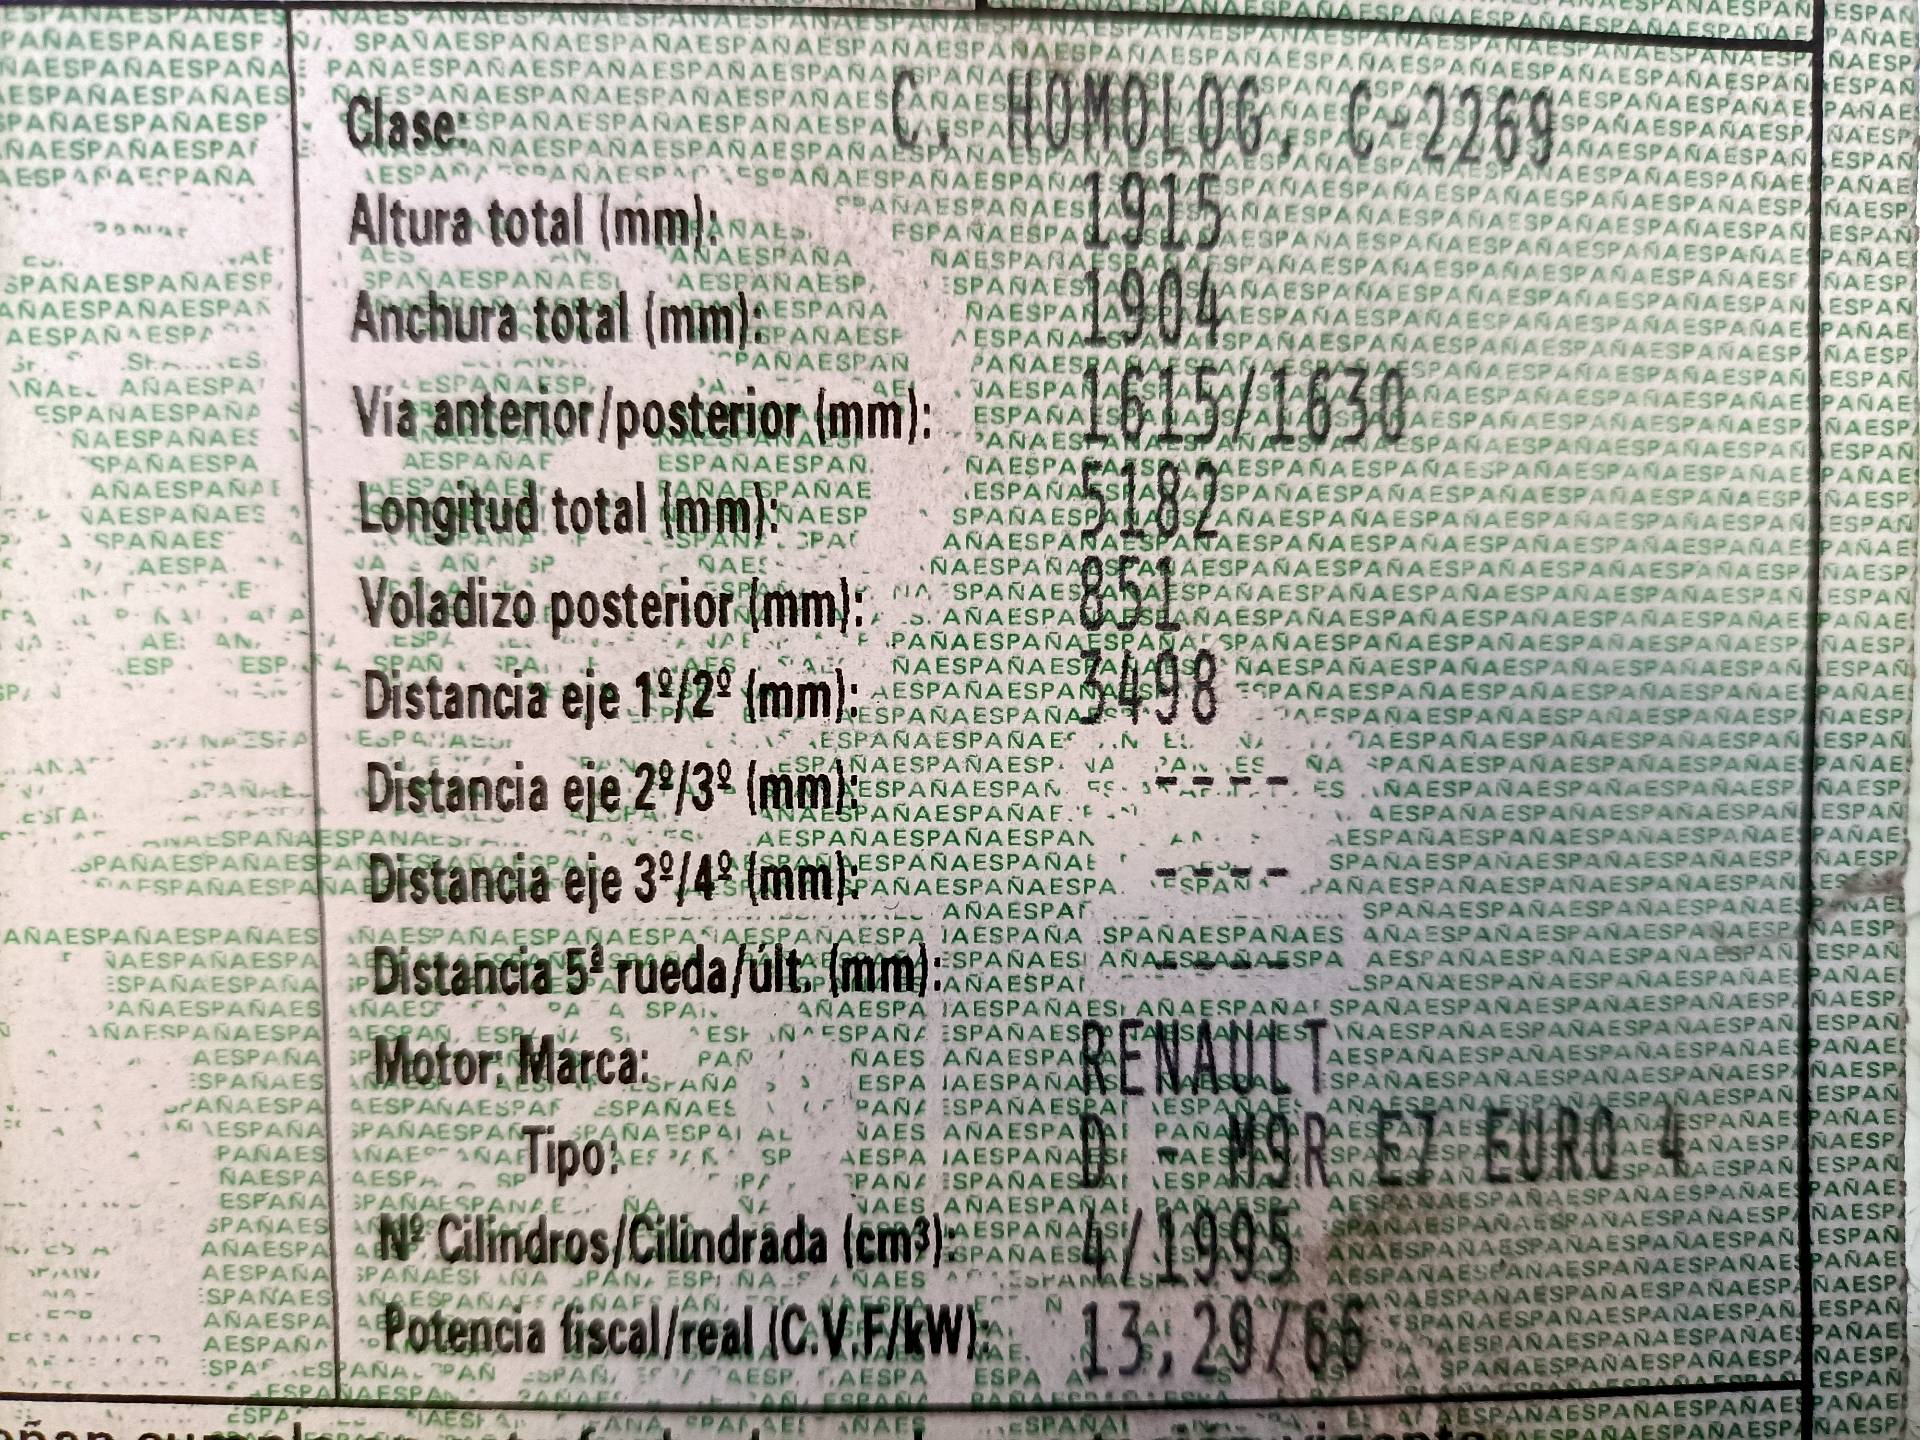 Clase: C. HOMOLOG. C-2269
Altura total (mm): 1915
Anchura total (mm): 1904
Vía anterior/posterior (mm): 1615/1630
Longitud total (mm): 5182
Voladizo posterior (mm): 851
Distancia eje 1º/2º (mm): 3498
Distancia eje 2º/3º (mm): ----
Distancia eje 3º/4º (mm): ----
Distancia 5ª rueda/últ. (mm): ----
Motor: Marca: RENAULT
Tipo: D - M9R E7 EURO 4
Nº Cilindros/Cilindrada (cm³): 4/1995
Potencia fiscal/real (C.V.F/kW): 13,29/66